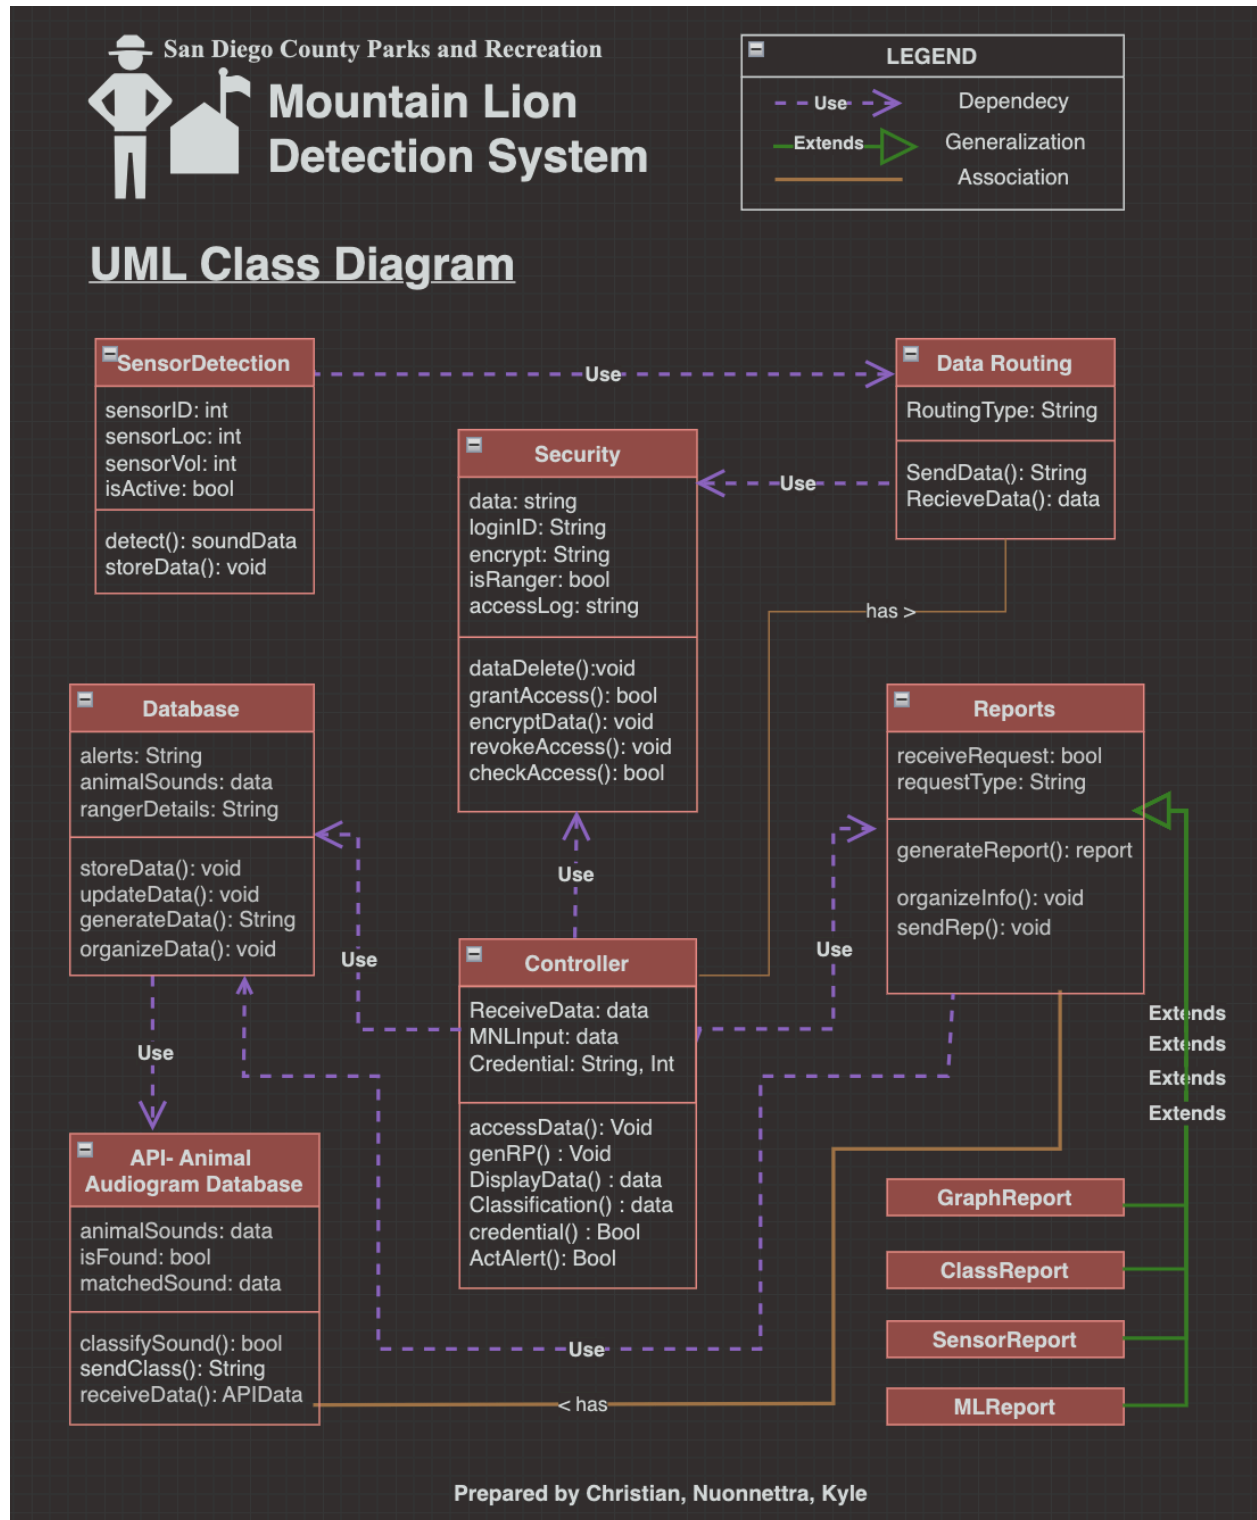 San Diego County Parks and Recreation
Mountain Lion
Detection System
LEGEND
Use
Dependecy
Extends
Generalization
Association
UML Class Diagram
SensorDetection
sensorID: int
sensorLoc: int
sensorVol: int
isActive: bool
detect(): soundData
storeData(): void
Use
Data Routing
RoutingType: String
SendData(): String
RecieveData(): data
Security
data: string
loginID: String
encrypt: String
isRanger: bool
accessLog: string
dataDelete():void
grantAccess(): bool
encryptData(): void
revokeAccess(): void
checkAccess(): bool
Use
has >
Database
alerts: String
animalSounds: data
rangerDetails: String
storeData(): void
updateData(): void
generateData(): String
organizeData(): void
Reports
receiveRequest: bool
requestType: String
generateReport(): report
organizeInfo(): void
sendRep(): void
Use
Use
Use
Controller
ReceiveData: data
MNLInput: data
Credential: String, Int
accessData(): Void
genRP() : Void
DisplayData() : data
Classification() : data
credential() : Bool
ActAlert(): Bool
Extends
Extends
Extends
Extends
Use
API- Animal
Audiogram Database
animalSounds: data
isFound: bool
matchedSound: data
classifySound(): bool
sendClass(): String
receiveData(): APIData
GraphReport
ClassReport
SensorReport
MLReport
Use
< has
Prepared by Christian, Nuonnettra, Kyle